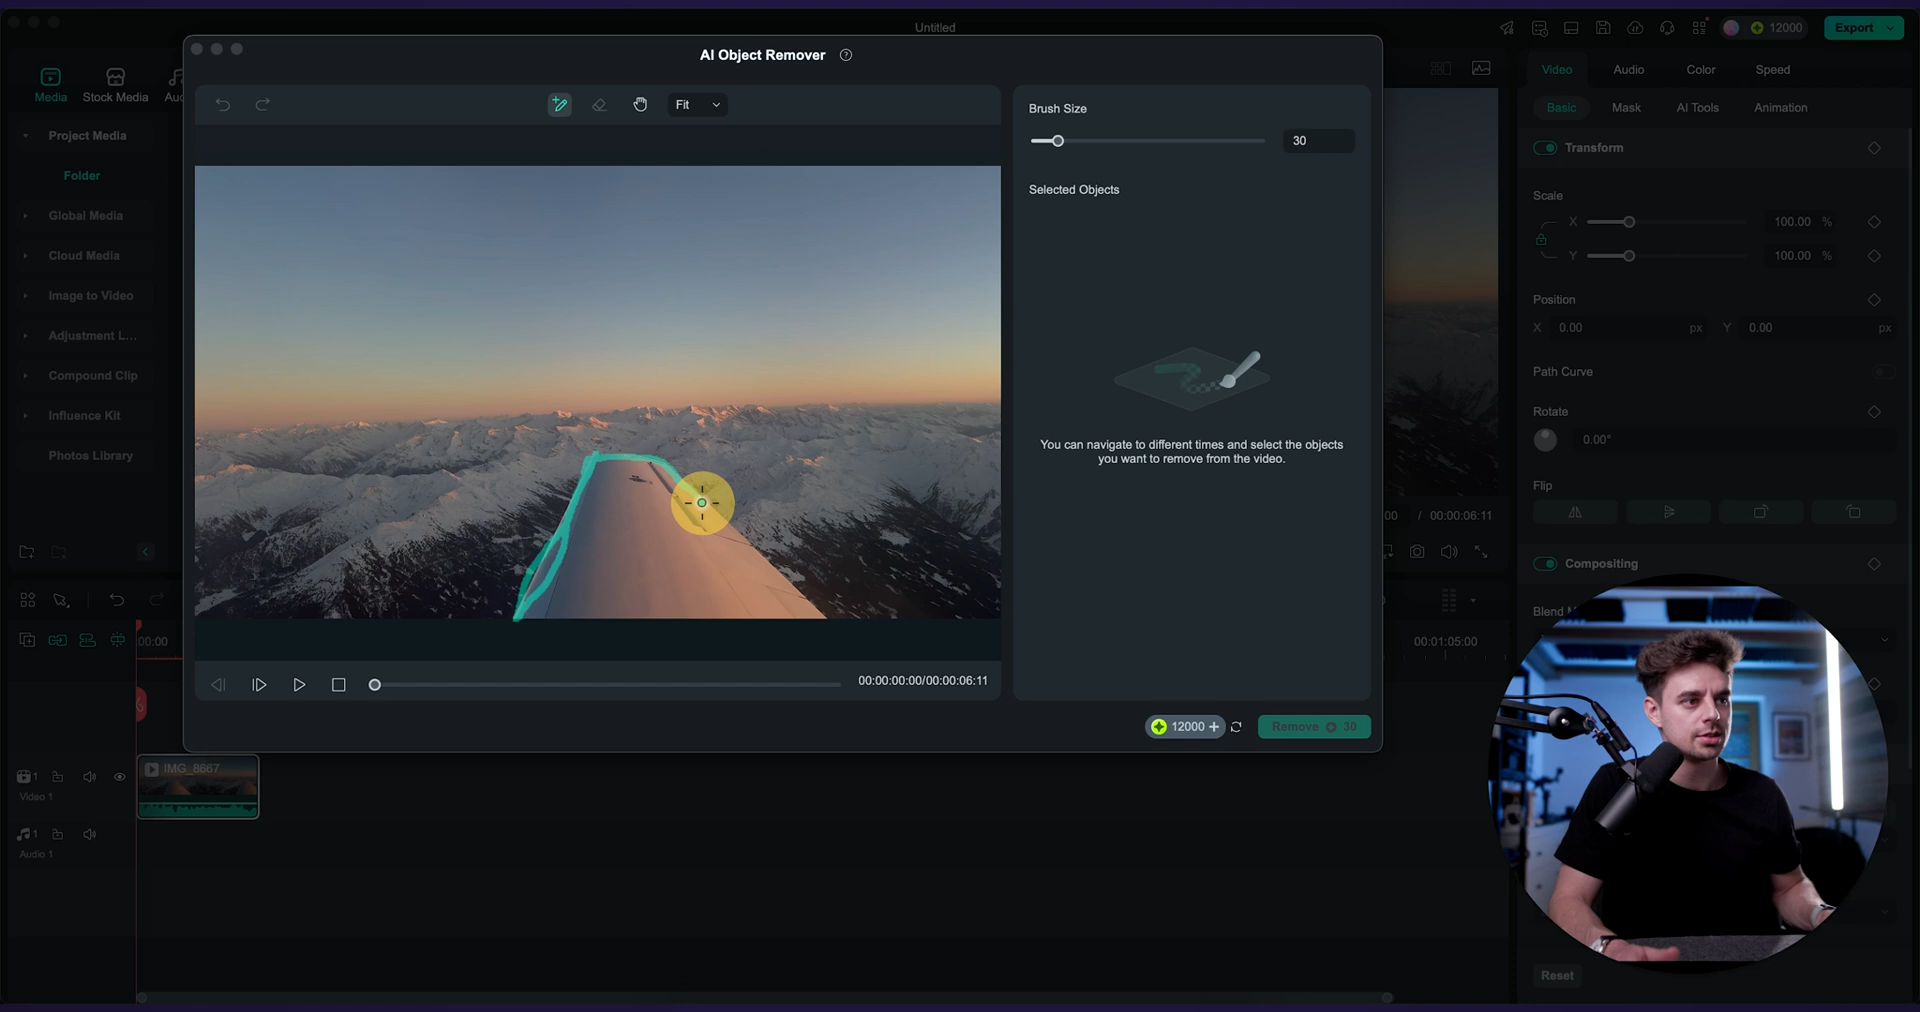 Untitled
12000
Export
AI Object Remover
Media
Stock Media
Project Media
Folder
Global Media
Cloud Media
Image to Video
Adjustment L...
Compound Clip
Influence Kit
Photos Library
Fit
00:00:00:00/00:00:06:11
Brush Size
30
Selected Objects
You can navigate to different times and select the objects
you want to remove from the video.
12000
Remove 30
Video
Audio
Color
Speed
Basic
Mask
AI Tools
Animation
Transform
Scale
X 100.00 %
Y 100.00 %
Position
X 0.00 px Y 0.00 px
Path Curve
Rotate
0.00°
Flip
Compositing
Reset
00 / 00:00:06:11
:00:00
00:01:05:00
1
Video 1
IMG_8667
1
Audio 1